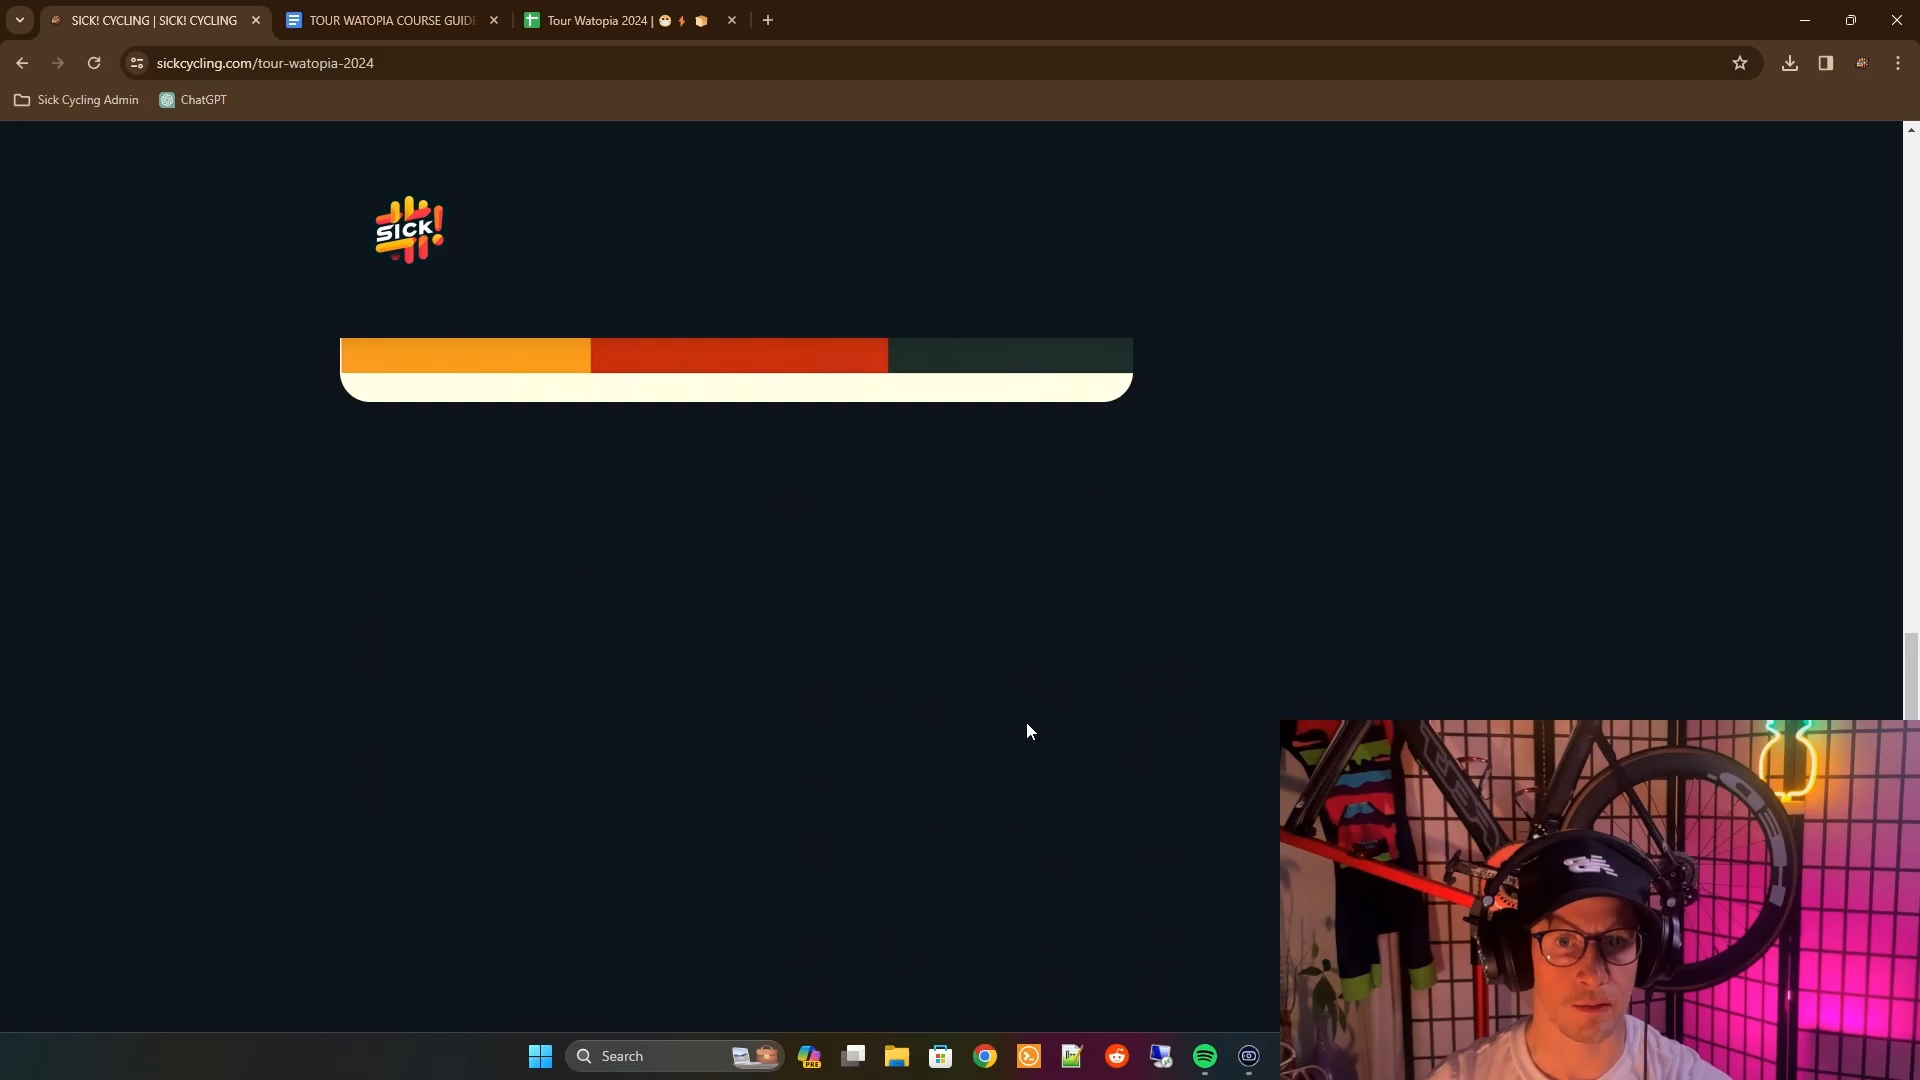 SICK! CYCLING | SICK! CYCLING
TOUR WATOPIA COURSE GUID
Tour Watopia 2024 |
sickcycling.com/tour-watopia-2024
Sick Cycling Admin
ChatGPT
SICK!
Search
PRE